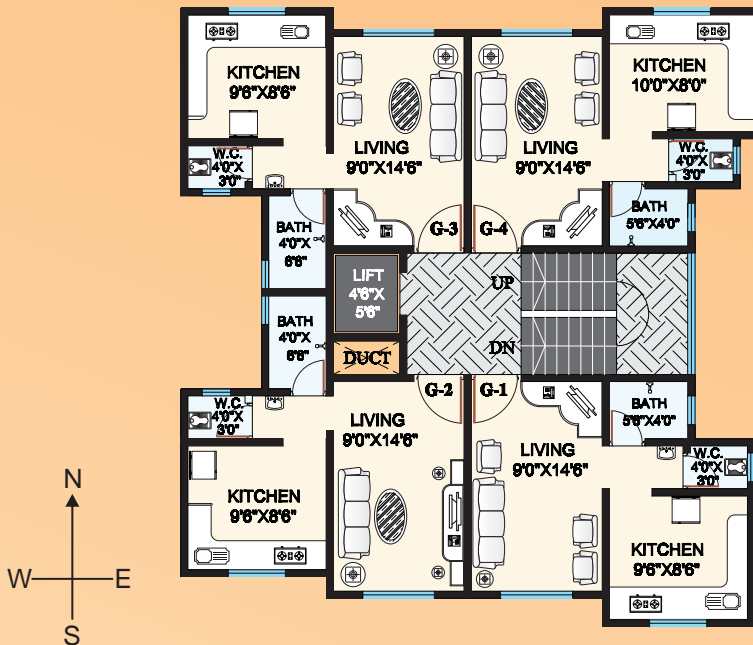 KITCHEN
9'6"X8'6"
LIVING
9'0"X14'6"
LIVING
9'0"X14'6"
KITCHEN
10'0"X8'0"
W.C.
4'0"X
3'0"
W.C.
4'0"X
3'0"
BATH
4'0"X
6'6"
G-3
G-4
BATH
5'6"X4'0"
LIFT
4'6"X
5'6"
UP
BATH
4'0"X
6'6"
DUCT
DN
W.C.
4'0"X
3'0"
LIVING
9'0"X14'6"
G-2
G-1
BATH
5'6"X4'0"
LIVING
9'0"X14'6"
W.C.
4'0"X
3'0"
KITCHEN
9'6"X8'6"
KITCHEN
9'6"X8'6"
N
W
E
S